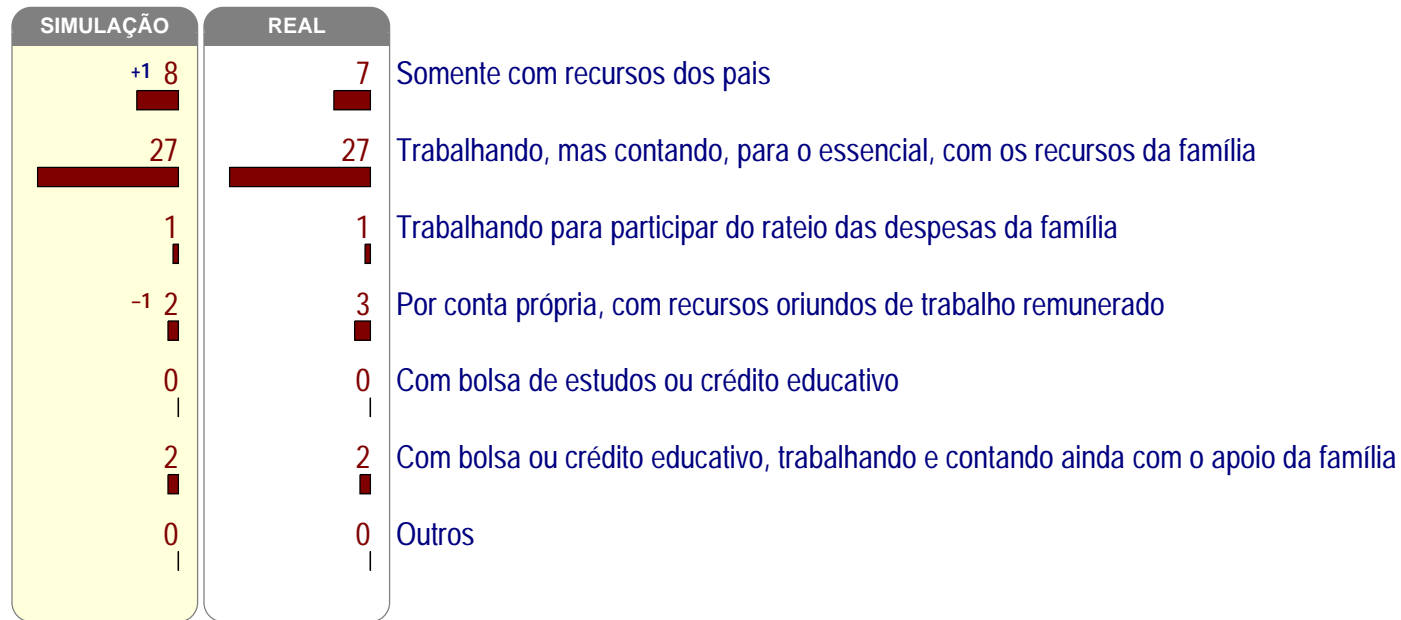 SIMULAÇÃO REAL
+1 8 7 Somente com recursos dos pais
27 27 Trabalhando, mas contando, para o essencial, com os recursos da família
1 1 Trabalhando para participar do rateio das despesas da família
−1 2 3 Por conta própria, com recursos oriundos de trabalho remunerado
0 0 Com bolsa de estudos ou crédito educativo
2 2 Com bolsa ou crédito educativo, trabalhando e contando ainda com o apoio da família
0 0 Outros